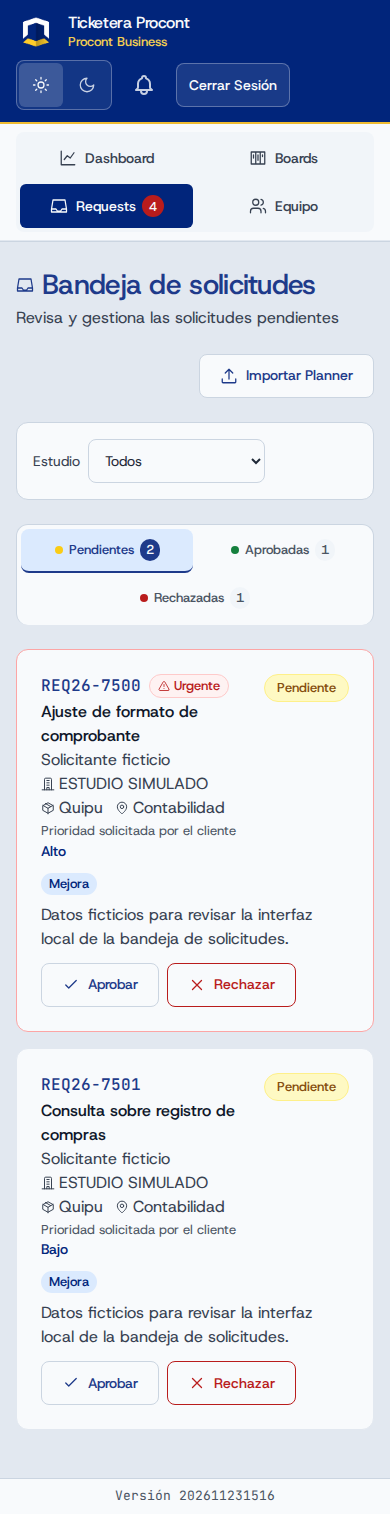 Ticketera Procont
Procont Business
Cerrar Sesión
Dashboard
Boards
Requests 4
Equipo
Bandeja de solicitudes
Revisa y gestiona las solicitudes pendientes
Importar Planner
Estudio Todos
Pendientes 2
Aprobadas 1
Rechazadas 1
REQ26-7500 Urgente Pendiente
Ajuste de formato de
comprobante
Solicitante ficticio
ESTUDIO SIMULADO
Quipu Contabilidad
Prioridad solicitada por el cliente
Alto
Mejora
Datos ficticios para revisar la interfaz
local de la bandeja de solicitudes.
Aprobar Rechazar
REQ26-7501 Pendiente
Consulta sobre registro de
compras
Solicitante ficticio
ESTUDIO SIMULADO
Quipu Contabilidad
Prioridad solicitada por el cliente
Bajo
Mejora
Datos ficticios para revisar la interfaz
local de la bandeja de solicitudes.
Aprobar Rechazar
Versión 202611231516